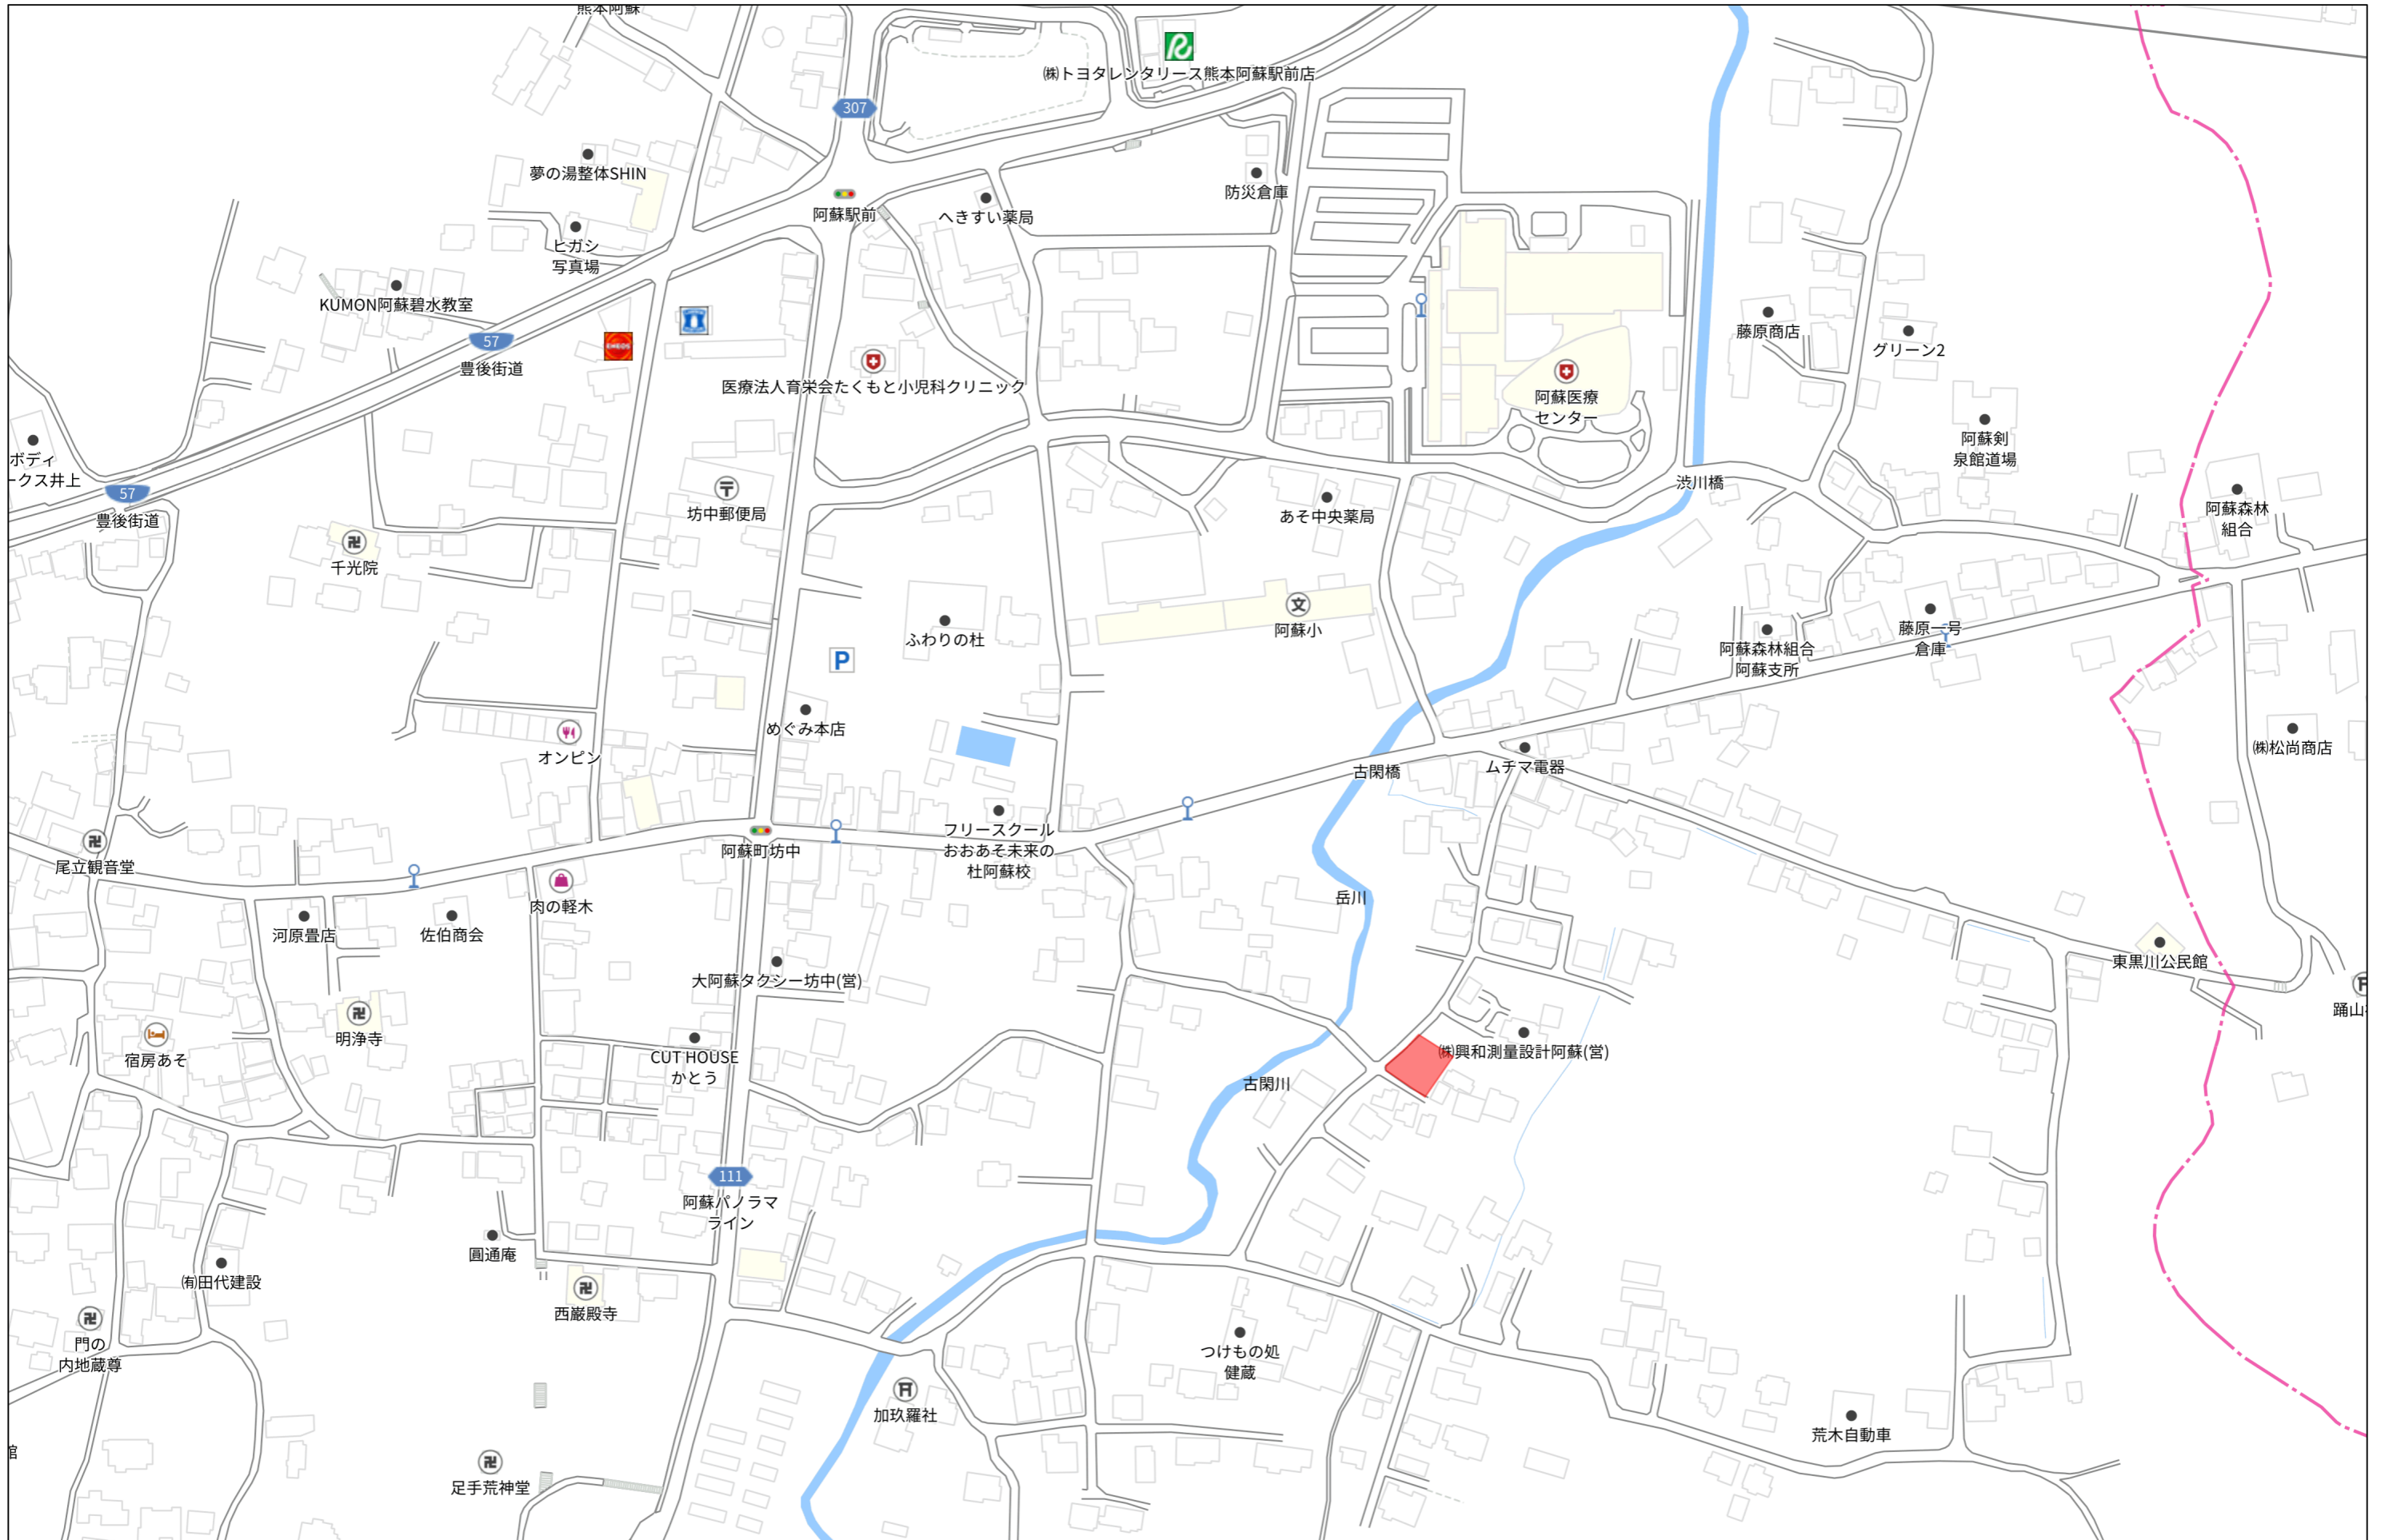 熊本阿蘇
㈱トヨタレンタリース熊本阿蘇駅前店
307
夢の湯整体SHIN
防災倉庫
阿蘇駅前
へきすい薬局
ヒガシ
写真場
KUMON阿蘇碧水教室
57
豊後街道
ENEOS
藤原商店
グリーン2
医療法人育栄会たくもと小児科クリニック
阿蘇医療
センター
阿蘇剣
泉館道場
ボディ
ークス井上
57
豊後街道
坊中郵便局
あそ中央薬局
渋川橋
阿蘇森林
組合
千光院
文
阿蘇小
ふわりの杜
藤原一号
倉庫
阿蘇森林組合
阿蘇支所
P
めぐみ本店
オンピン
㈱松尚商店
古閑橋
ムチマ電器
フリースクール
おおあそ未来の
杜阿蘇校
阿蘇町坊中
尾立観音堂
肉の軽木
岳川
河原畳店
佐伯商会
東黒川公民館
大阿蘇タクシー坊中(営)
踊山
明浄寺
宿房あそ
CUT HOUSE
かとう
㈱興和測量設計阿蘇(営)
古閑川
111
阿蘇パノラマ
ライン
圓通庵
㈲田代建設
西巌殿寺
門の
内地蔵尊
つけもの処
健蔵
加玖羅社
荒木自動車
足手荒神堂